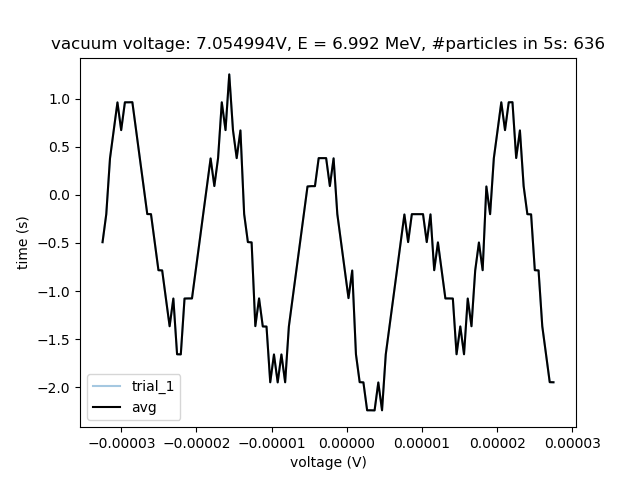 vacuum voltage: 7.054994V, E = 6.992 MeV, #particles in 5s: 636
1.0
0.5
0.0
−0.5
−1.0
−1.5
−2.0
time (s)
trial_1
avg
−0.00003 −0.00002 −0.00001 0.00000 0.00001 0.00002 0.00003
voltage (V)